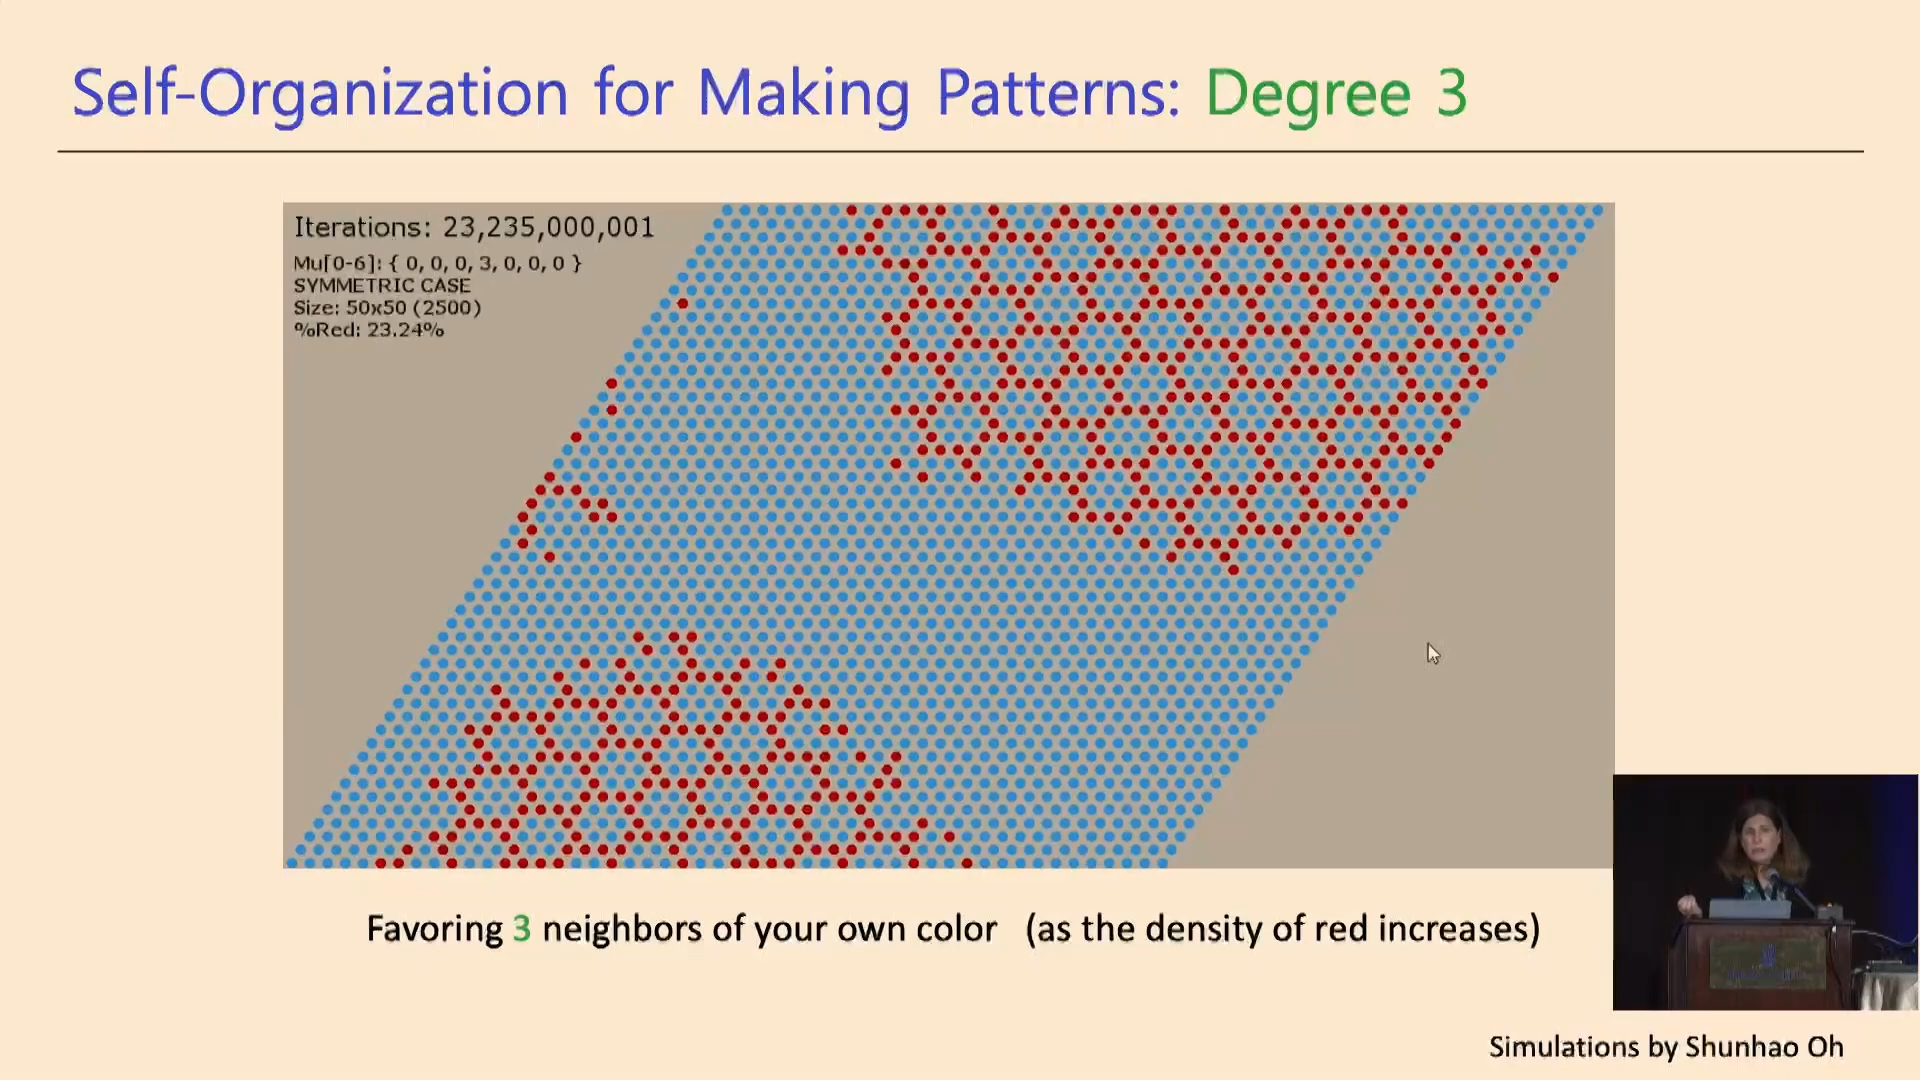 Self-Organization for Making Patterns: Degree 3
Iterations: 23,235,000,001
Mu[0-6]: { 0, 0, 0, 3, 0, 0, 0 }
SYMMETRIC CASE
Size: 50x50 (2500)
%Red: 23.24%
Favoring 3 neighbors of your own color (as the density of red increases)
Simulations by Shunhao Oh